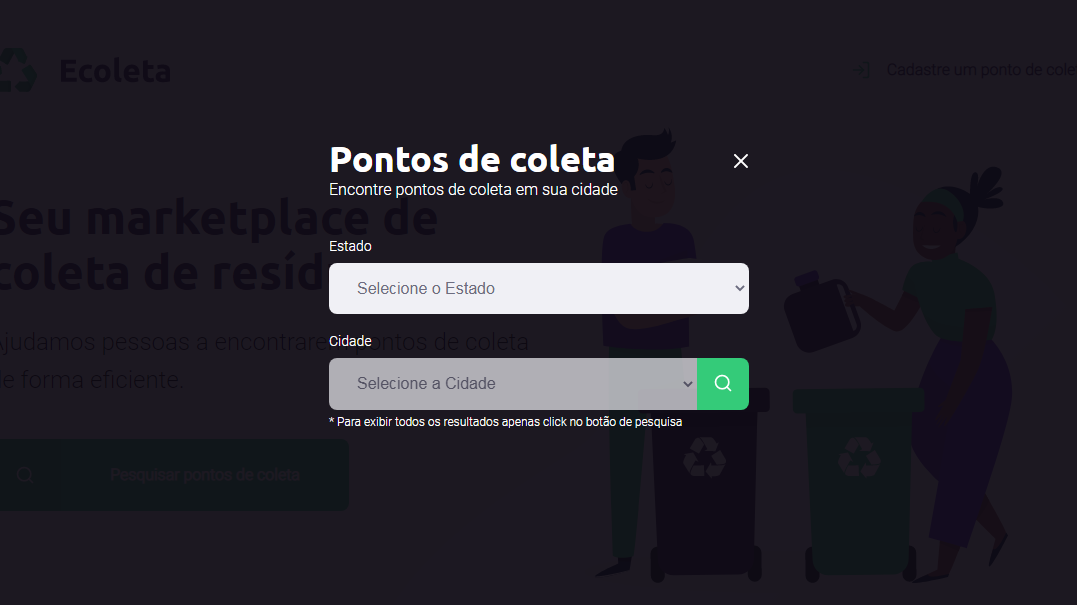 Ecoleta
Cadastre um ponto de cole
Pontos de coleta
Encontre pontos de coleta em sua cidade
Seu marketplace de
coleta de resíd
Estado
Selecione o Estado
Ajudamos pessoas a encontrarem pontos de coleta
de forma eficiente.
Cidade
Selecione a Cidade
* Para exibir todos os resultados apenas click no botão de pesquisa
Pesquisar pontos de coleta